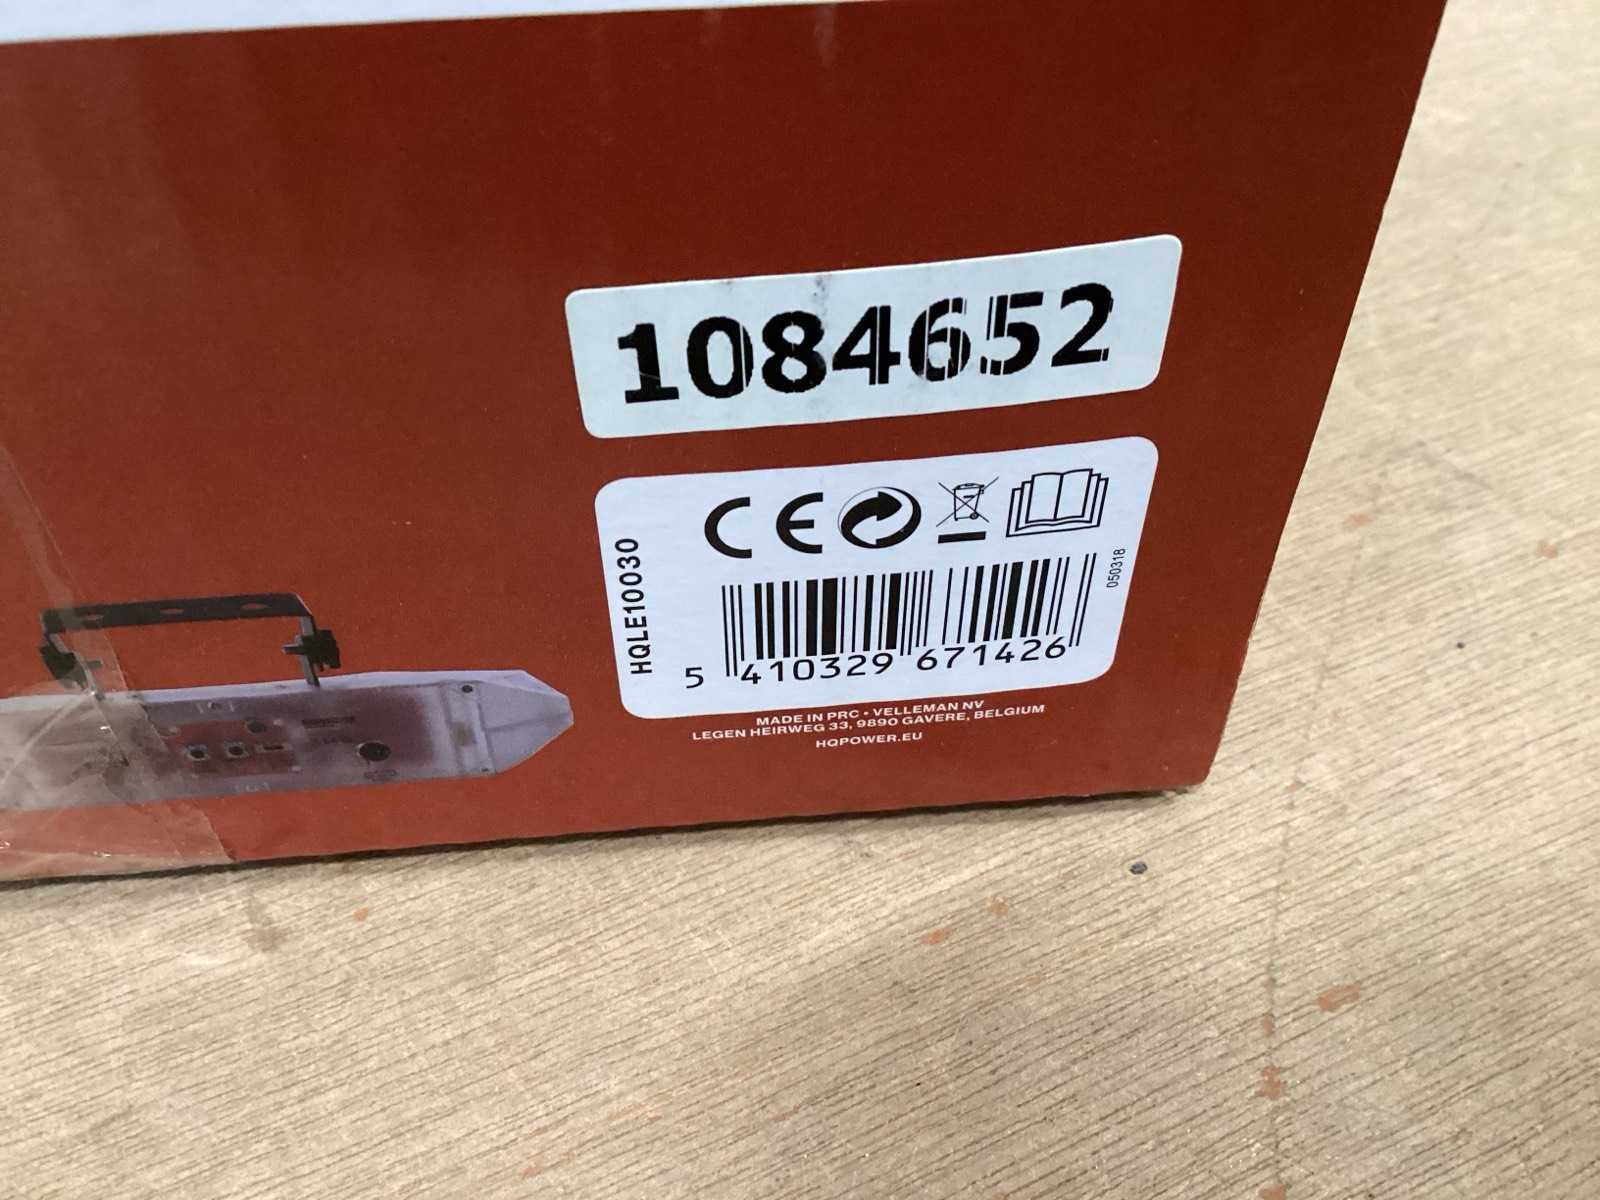 1084652
CE
HQLE10030
050318
5 410329 671426
MADE IN PRC • VELLEMAN NV
LEGEN HEIRWEG 33, 9890 GAVERE, BELGIUM
HQPOWER.EU